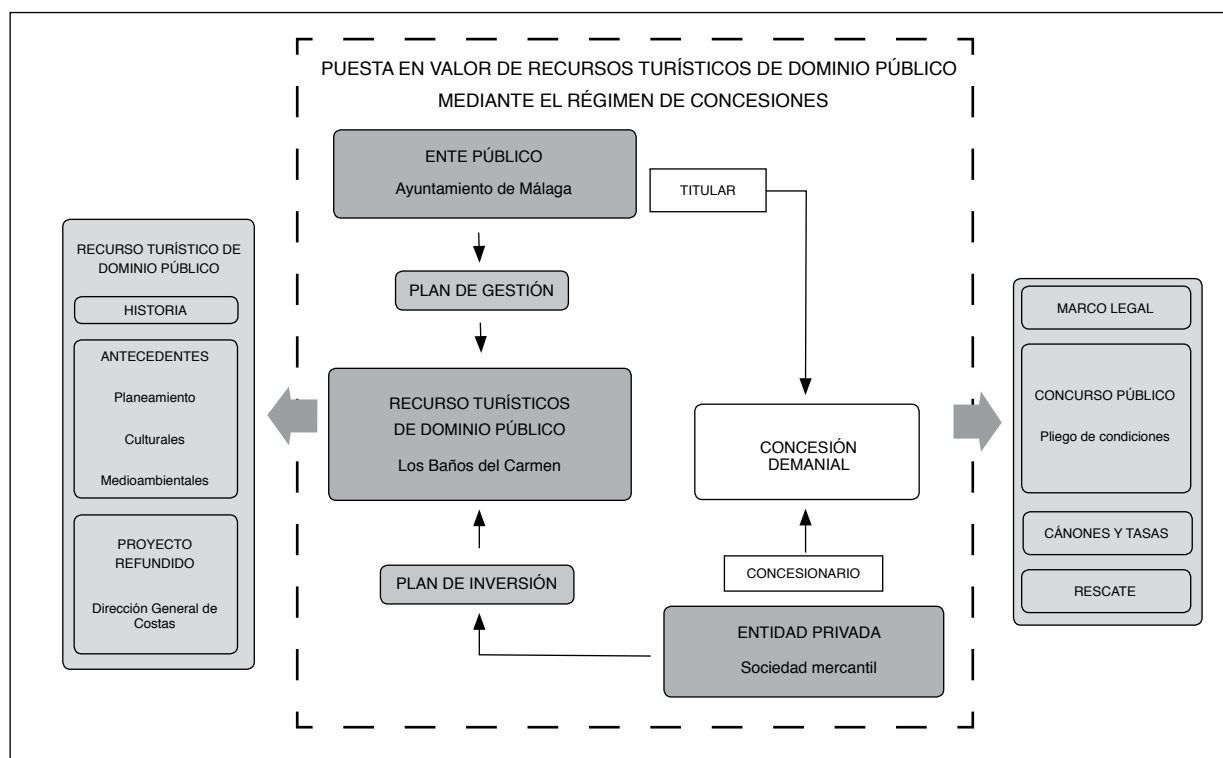 PUESTA EN VALOR DE RECURSOS TURÍSTICOS DE DOMINIO PÚBLICO
MEDIANTE EL RÉGIMEN DE CONCESIONES
ENTE PÚBLICO
Ayuntamiento de Málaga
TITULAR
PLAN DE GESTIÓN
RECURSO TURÍSTICOS
DE DOMINIO PÚBLICO
Los Baños del Carmen
CONCESIÓN
DEMANIAL
PLAN DE INVERSIÓN
CONCESIONARIO
ENTIDAD PRIVADA
Sociedad mercantil
RECURSO TURÍSTICO DE
DOMINIO PÚBLICO
HISTORIA
ANTECEDENTES
Planeamiento
Culturales
Medioambientales
PROYECTO
REFUNDIDO
Dirección General de
Costas
MARCO LEGAL
CONCURSO PÚBLICO
Pliego de condiciones
CÁNONES Y TASAS
RESCATE